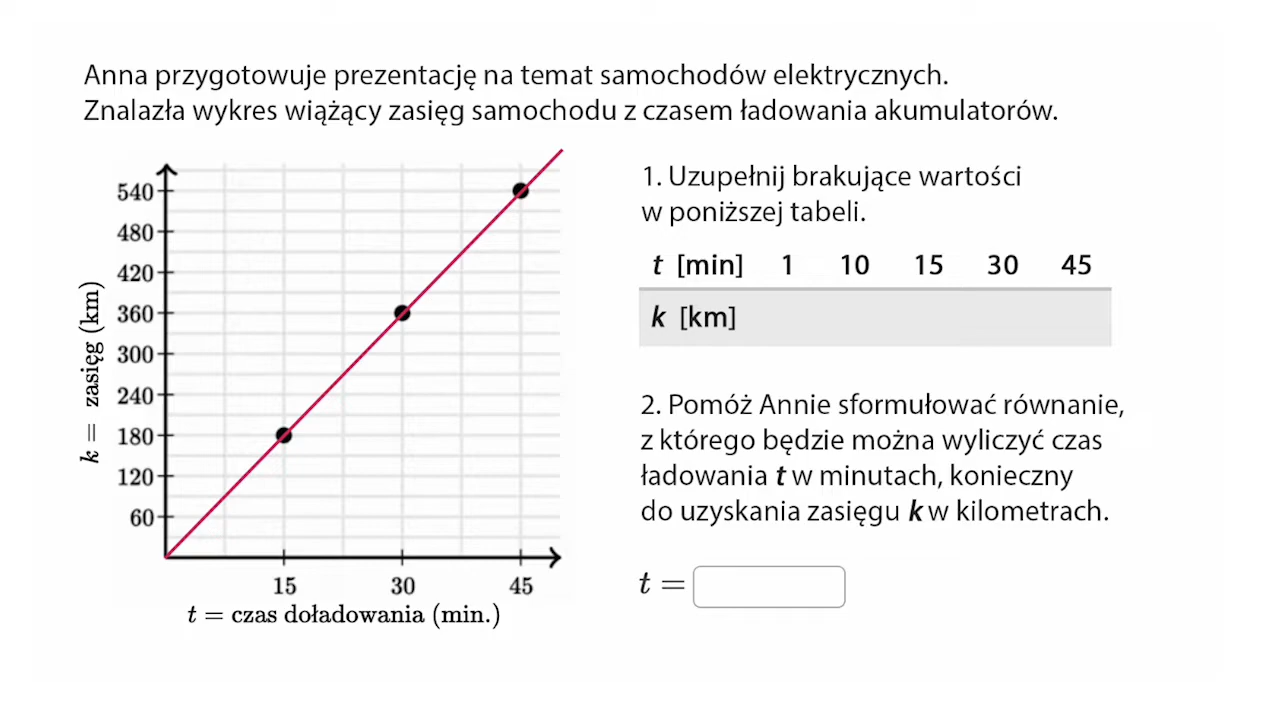 Anna przygotowuje prezentację na temat samochodów elektrycznych.
Znalazła wykres wiążący zasięg samochodu z czasem ładowania akumulatorów.
540
480
420
360
300
240
180
120
60
k = zasięg (km)
15 30 45
t = czas doładowania (min.)
1. Uzupełnij brakujące wartości
w poniższej tabeli.
t [min] 1 10 15 30 45
k [km]
2. Pomóż Annie sformułować równanie,
z którego będzie można wyliczyć czas
ładowania t w minutach, konieczny
do uzyskania zasięgu k w kilometrach.
t =